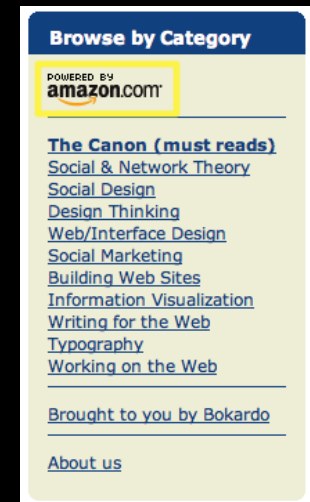 Browse by Category
POWERED BY
amazon.com
The Canon (must reads)
Social & Network Theory
Social Design
Design Thinking
Web/Interface Design
Social Marketing
Building Web Sites
Information Visualization
Writing for the Web
Typography
Working on the Web
Brought to you by Bokardo
About us